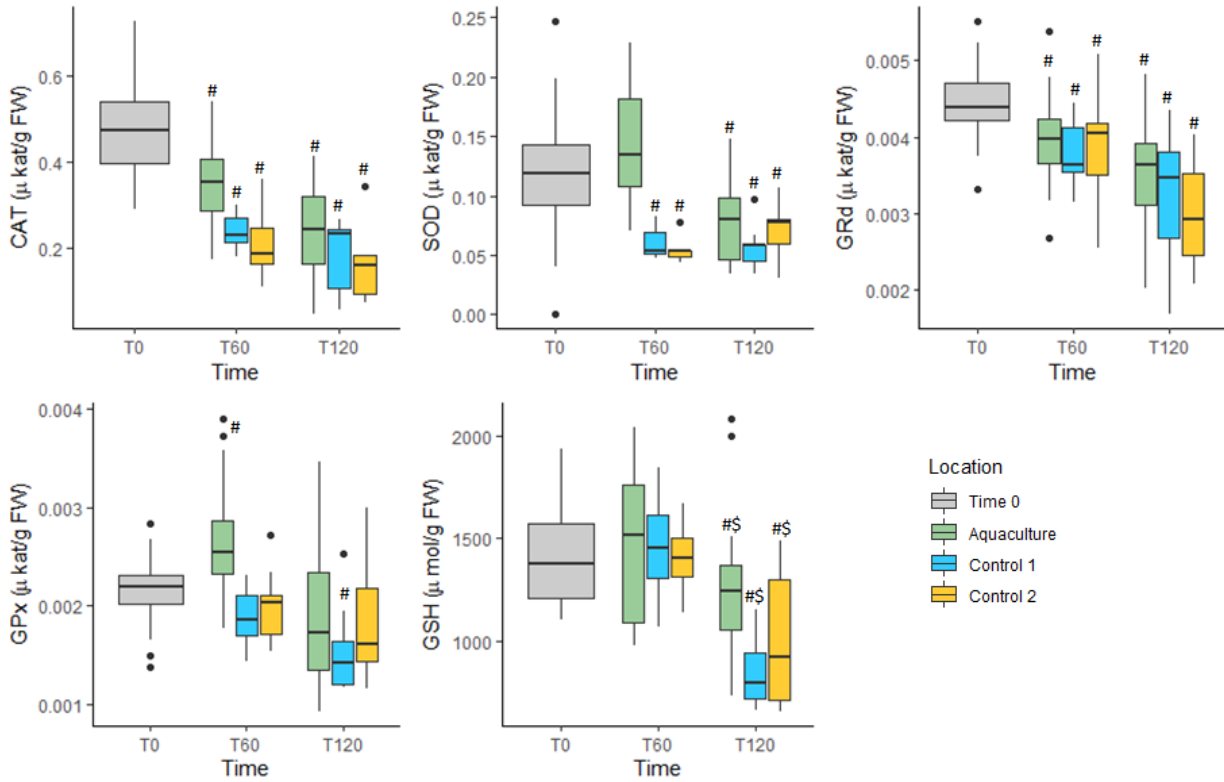 CAT (μ kat/g FW)
0.6
0.4
0.2
# # # # # #
T0 T60 T120
Time
SOD (μ kat/g FW)
0.25
0.20
0.15
0.10
0.05
0.00
# # # # #
T0 T60 T120
Time
GRd (μ kat/g FW)
0.005
0.004
0.003
0.002
# # # # # #
T0 T60 T120
Time
GPx (μ kat/g FW)
0.004
0.003
0.002
0.001
# #
T0 T60 T120
Time
GSH (μ mol/g FW)
2000
1500
1000
#$ #$ #$
T0 T60 T120
Time
Location
Time 0
Aquaculture
Control 1
Control 2